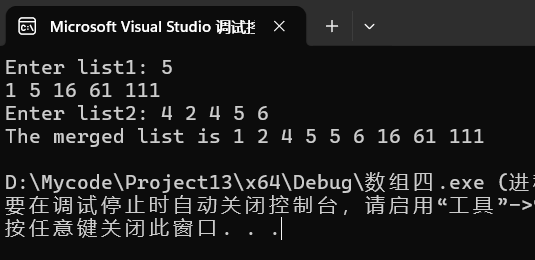 Microsoft Visual Studio 调试
Enter list1: 5
1 5 16 61 111
Enter list2: 4 2 4 5 6
The merged list is 1 2 4 5 5 6 16 61 111
D:\Mycode\Project13\x64\Debug\数组四.exe (进
要在调试停止时自动关闭控制台，请启用“工具”->
按任意键关闭此窗口. . .